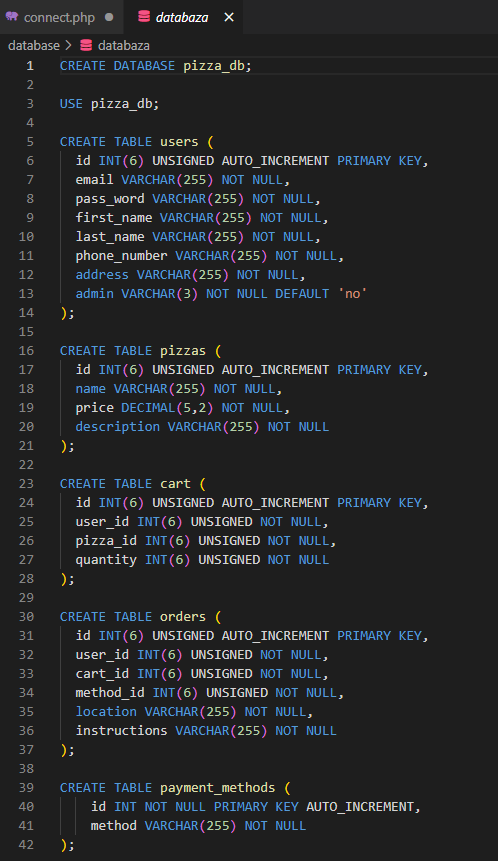 connect.php
databaza
database > databaza
1 CREATE DATABASE pizza_db;
2
3 USE pizza_db;
4
5 CREATE TABLE users (
6 id INT(6) UNSIGNED AUTO_INCREMENT PRIMARY KEY,
7 email VARCHAR(255) NOT NULL,
8 pass_word VARCHAR(255) NOT NULL,
9 first_name VARCHAR(255) NOT NULL,
10 last_name VARCHAR(255) NOT NULL,
11 phone_number VARCHAR(255) NOT NULL,
12 address VARCHAR(255) NOT NULL,
13 admin VARCHAR(3) NOT NULL DEFAULT 'no'
14 );
15
16 CREATE TABLE pizzas (
17 id INT(6) UNSIGNED AUTO_INCREMENT PRIMARY KEY,
18 name VARCHAR(255) NOT NULL,
19 price DECIMAL(5,2) NOT NULL,
20 description VARCHAR(255) NOT NULL
21 );
22
23 CREATE TABLE cart (
24 id INT(6) UNSIGNED AUTO_INCREMENT PRIMARY KEY,
25 user_id INT(6) UNSIGNED NOT NULL,
26 pizza_id INT(6) UNSIGNED NOT NULL,
27 quantity INT(6) UNSIGNED NOT NULL
28 );
29
30 CREATE TABLE orders (
31 id INT(6) UNSIGNED AUTO_INCREMENT PRIMARY KEY,
32 user_id INT(6) UNSIGNED NOT NULL,
33 cart_id INT(6) UNSIGNED NOT NULL,
34 method_id INT(6) UNSIGNED NOT NULL,
35 location VARCHAR(255) NOT NULL,
36 instructions VARCHAR(255) NOT NULL
37 );
38
39 CREATE TABLE payment_methods (
40 id INT NOT NULL PRIMARY KEY AUTO_INCREMENT,
41 method VARCHAR(255) NOT NULL
42 );